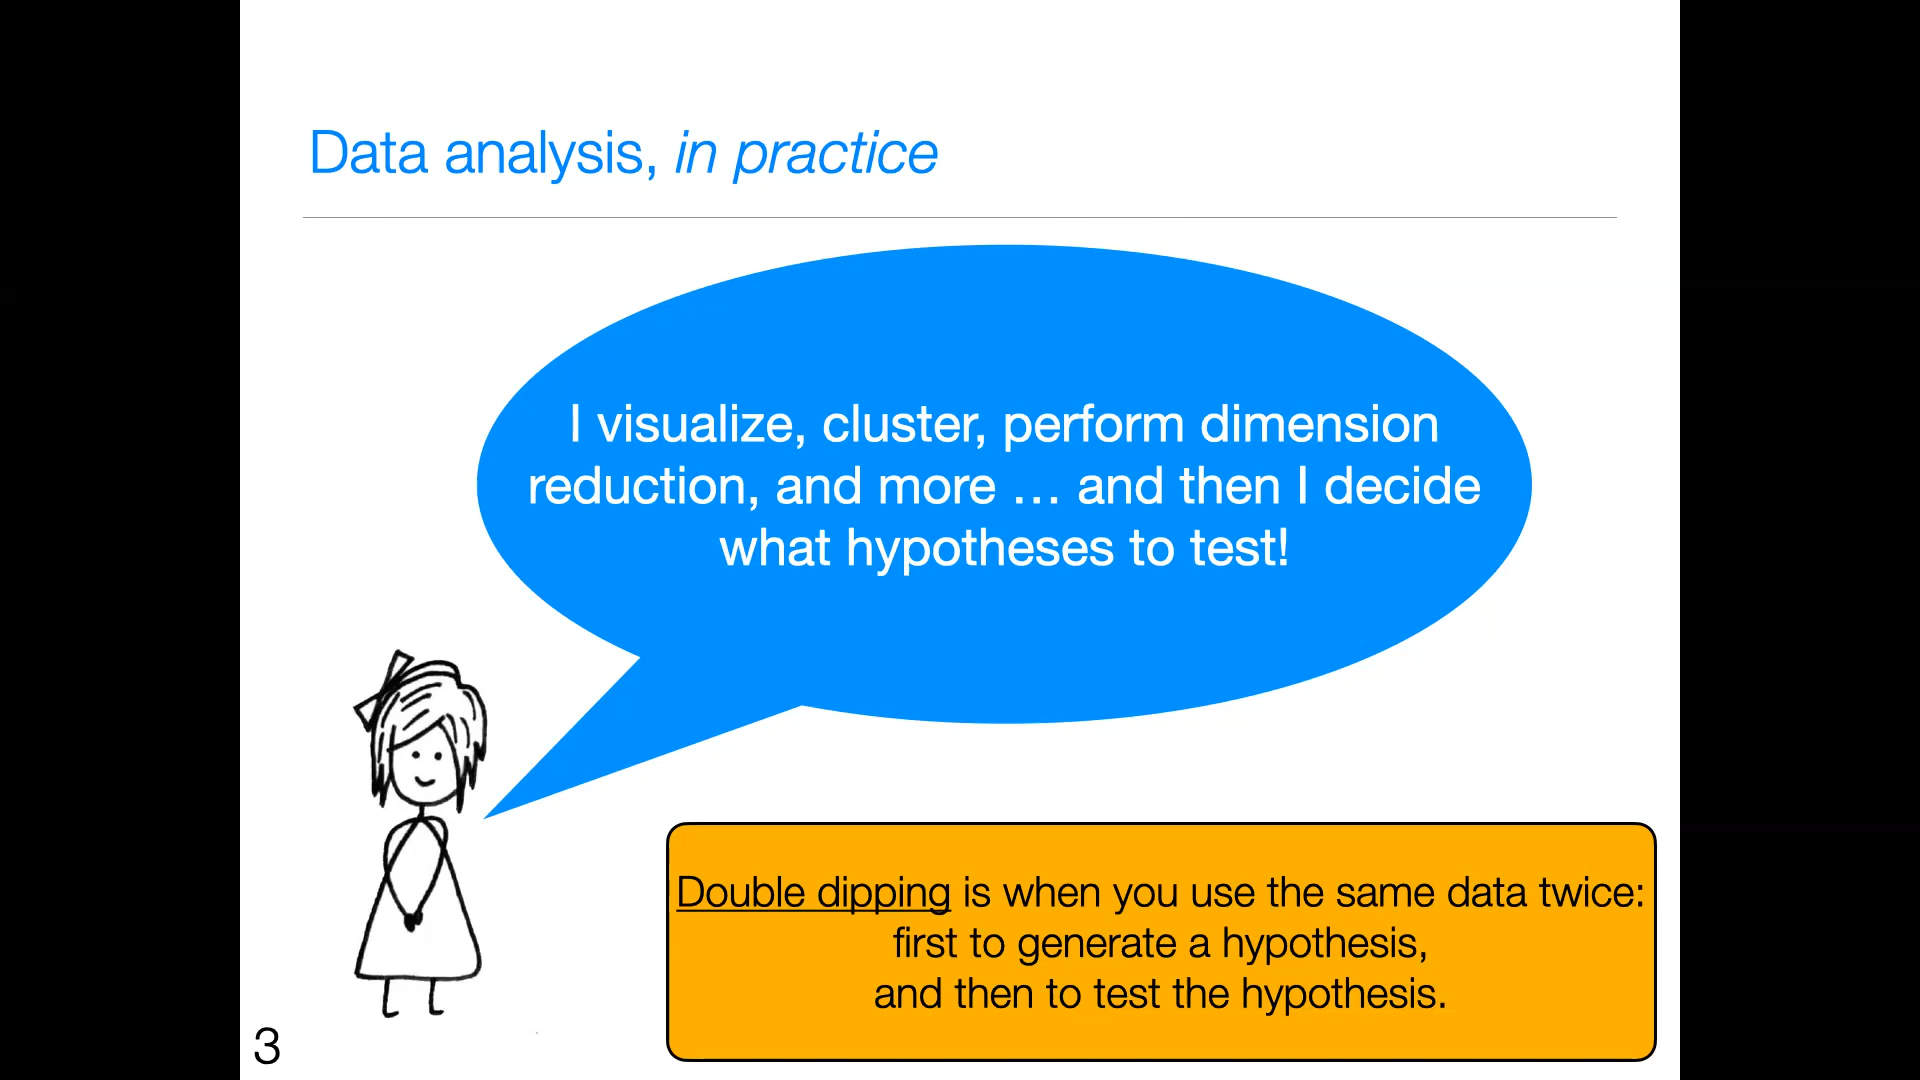 Data analysis, in practice
I visualize, cluster, perform dimension
reduction, and more … and then I decide
what hypotheses to test!
Double dipping is when you use the same data twice:
first to generate a hypothesis,
and then to test the hypothesis.
3